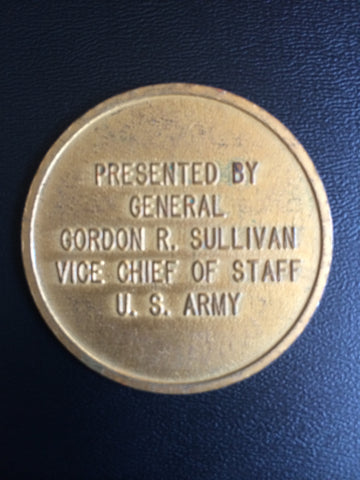 PRESENTED BY
GENERAL
GORDON R. SULLIVAN
VICE CHIEF OF STAFF
U. S. ARMY